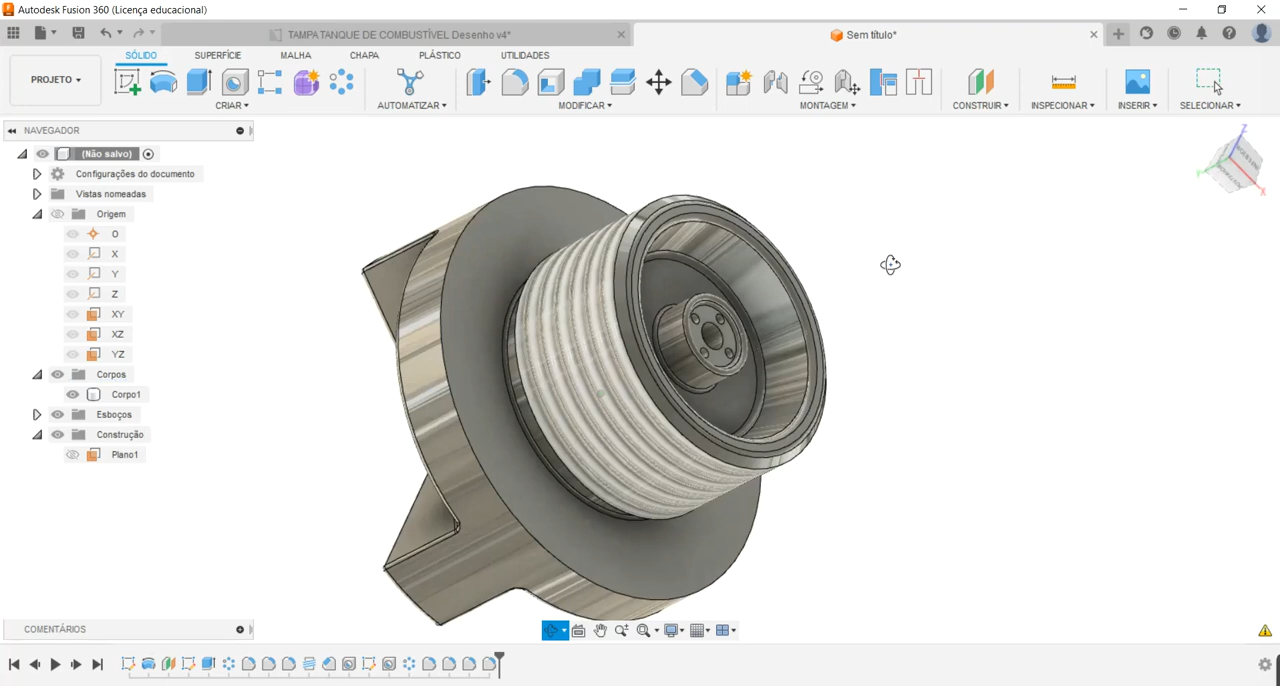 Autodesk Fusion 360 (Licença educacional)
TAMPA TANQUE DE COMBUSTÍVEL Desenho v4*
Sem título*
SÓLIDO SUPERFÍCIE MALHA CHAPA PLÁSTICO UTILIDADES
PROJETO
CRIAR AUTOMATIZAR MODIFICAR MONTAGEM CONSTRUIR INSPECIONAR INSERIR SELECIONAR
NAVEGADOR
(Não salvo)
Configurações do documento
Vistas nomeadas
Origem
O
X
Y
Z
XY
XZ
YZ
Corpos
Corpo1
Esboços
Construção
Plano1
Z
Y
X
COMENTÁRIOS